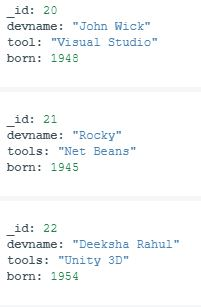 _id: 20
devname: "John Wick"
tool: "Visual Studio"
born: 1948
_id: 21
devname: "Rocky"
tools: "Net Beans"
born: 1945
_id: 22
devname: "Deeksha Rahul"
tools: "Unity 3D"
born: 1954